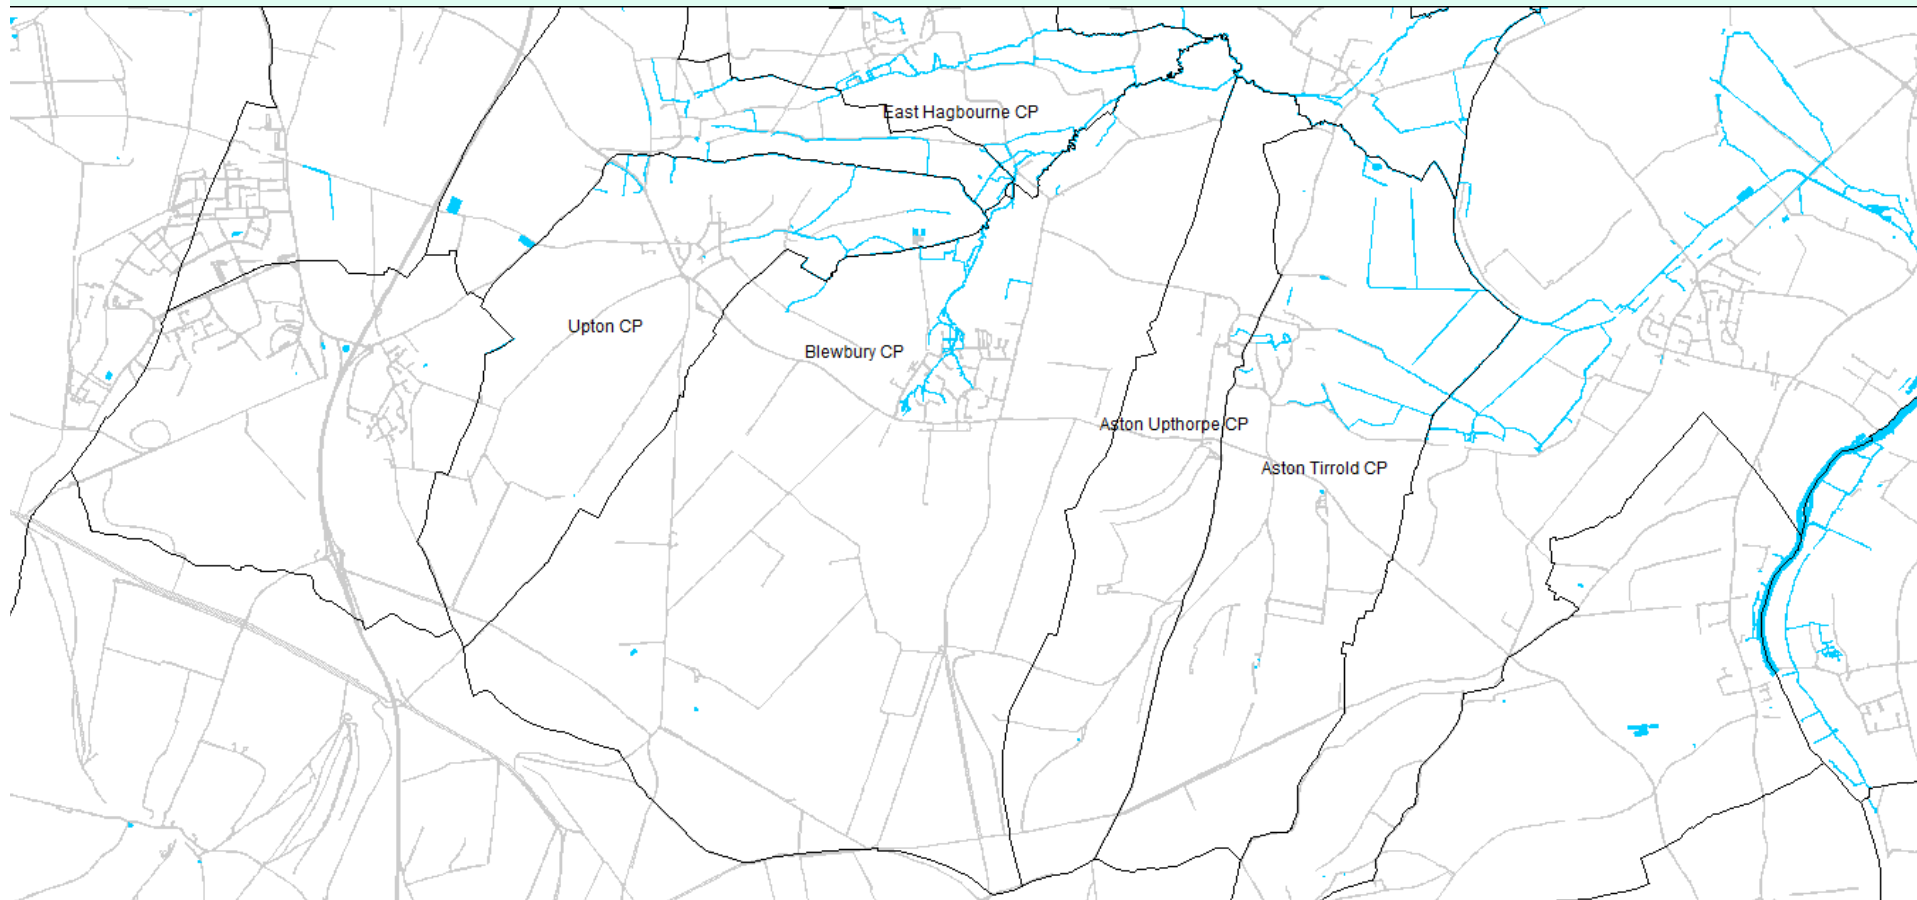 East Hagbourne CP
Upton CP
Blewbury CP
Aston Upthorpe CP
Aston Tirrold CP